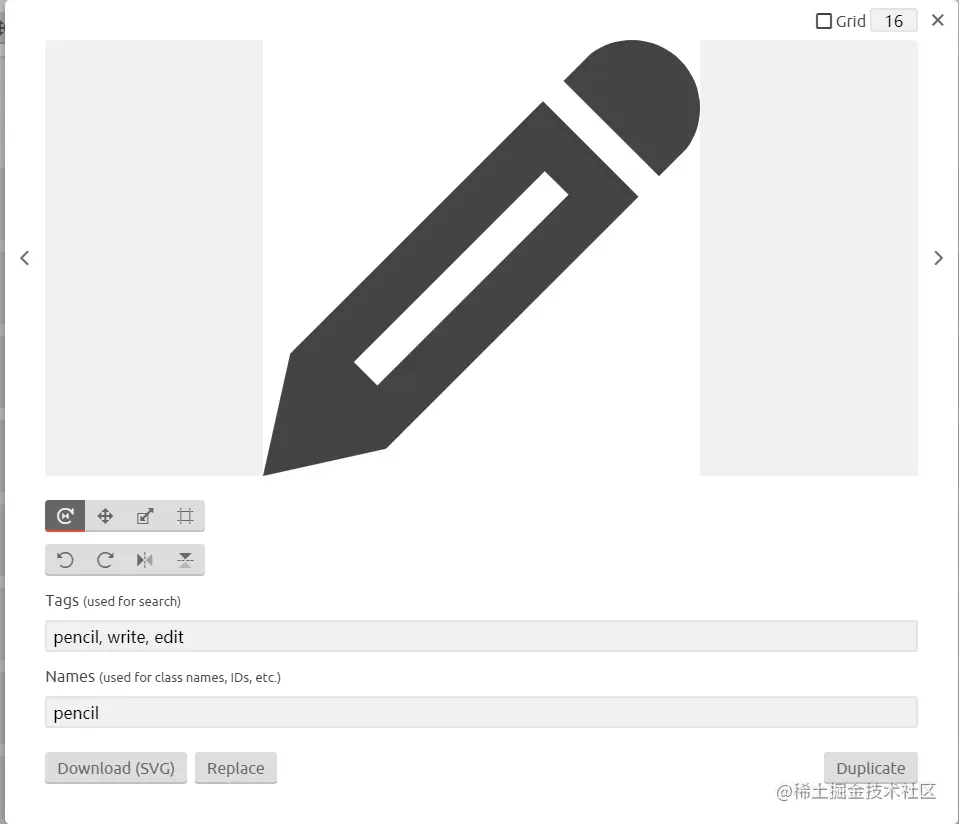 Grid 16
Tags (used for search)
pencil, write, edit
Names (used for class names, IDs, etc.)
pencil
Download (SVG) Replace Duplicate
@稀土掘金技术社区